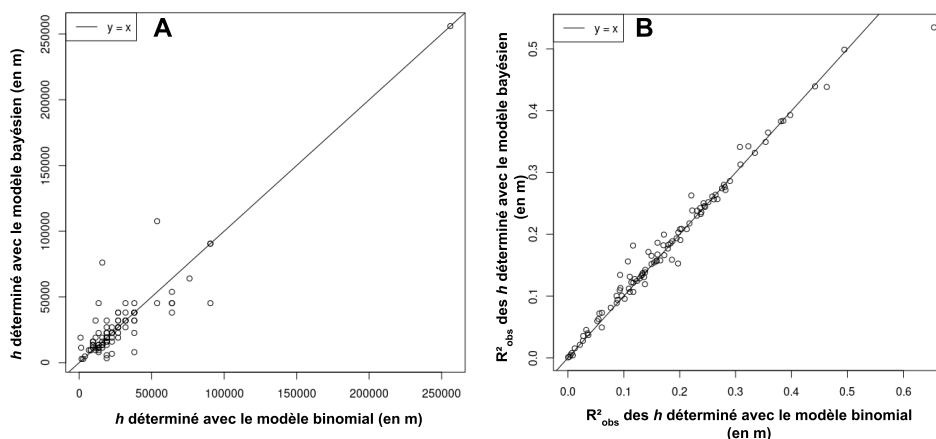 y = x
A
h déterminé avec le modèle bayésien (en m)
250000
200000
150000
100000
50000
0
0
50000
100000
150000
200000
250000
h déterminé avec le modèle binomial (en m)
y = x
B
R²obs des h déterminé avec le modèle bayésien
(en m)
0.5
0.4
0.3
0.2
0.1
0.0
0.0
0.1
0.2
0.3
0.4
0.5
0.6
R²obs des h déterminé avec le modèle binomial
(en m)